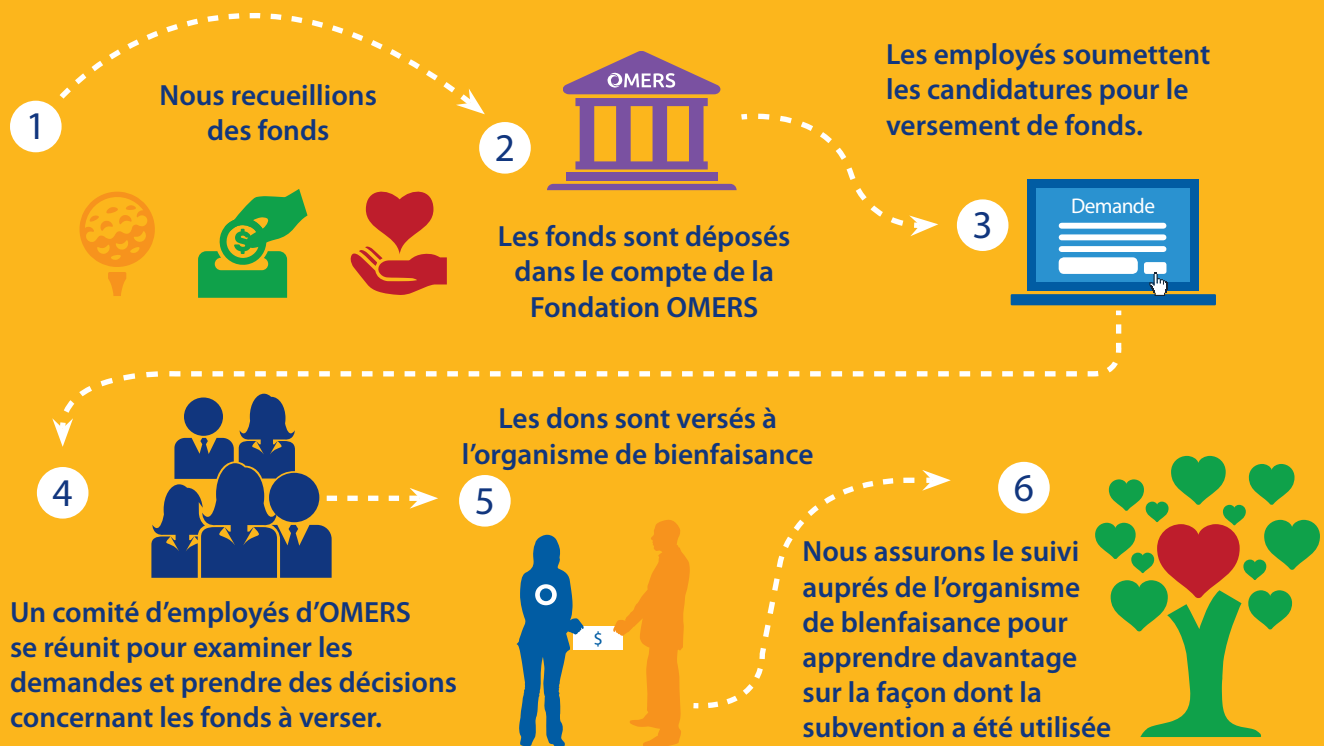 1
Nous recueillions
des fonds
2
OMERS
Les fonds sont déposés
dans le compte de la
Fondation OMERS
Les employés soumettent
les candidatures pour le
versement de fonds.
3
Demande
4
Un comité d’employés d’OMERS
se réunit pour examiner les
demandes et prendre des décisions
concernant les fonds à verser.
Les dons sont versés à
l’organisme de bienfaisance
5
$
$
6
Nous assurons le suivi
auprés de l’organisme
de blenfaisance pour
apprendre davantage
sur la façon dont la
subvention a été utilisée